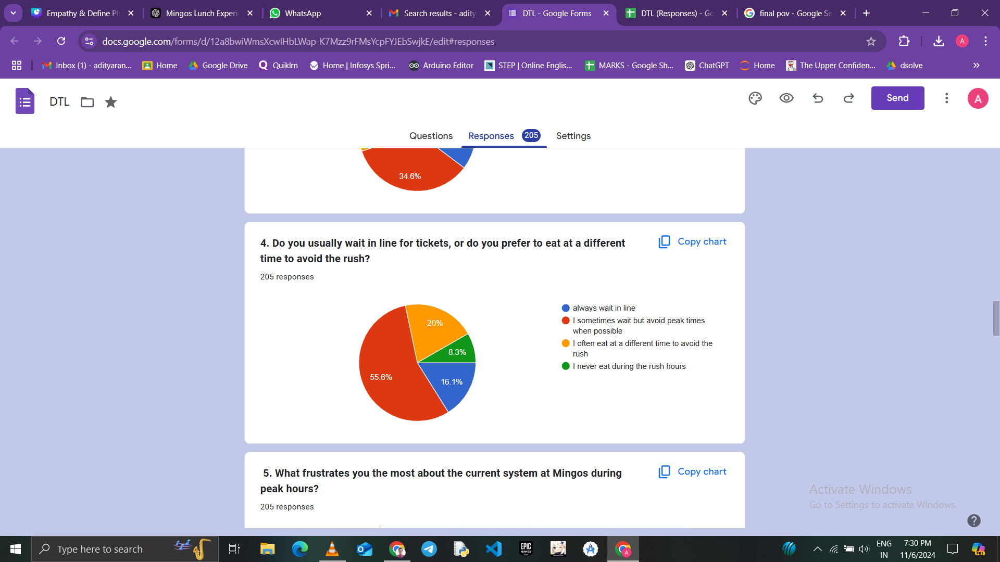 Empathy & Define Ph
Mingos Lunch Experi
WhatsApp
Search results - adity
DTL - Google Forms
DTL (Responses) - Go
final pov - Google Se
docs.google.com/forms/d/12a8bwiWmsXcwIHbLWap-K7Mzz9rFMsYcpFYJEbSwjkE/edit#responses
A
Inbox (1) - adityaran...
Home
Google Drive
Quiklrn
Home | Infosys Spri...
Arduino Editor
STEP | Online Englis...
MARKS - Google Sh...
ChatGPT
Home
The Upper Confiden...
dsolve
»
DTL
Send
A
Questions
Responses 205
Settings
34.6%
4. Do you usually wait in line for tickets, or do you prefer to eat at a different
time to avoid the rush?
Copy chart
205 responses
20%
8.3%
55.6%
16.1%
always wait in line
I sometimes wait but avoid peak times
when possible
I often eat at a different time to avoid the
rush
I never eat during the rush hours
5. What frustrates you the most about the current system at Mingos during
peak hours?
Copy chart
205 responses
Activate Windows
Go to Settings to activate Windows.
Type here to search
EPIC
GAMES
A
ENG
IN
7:30 PM
11/6/2024
PRE